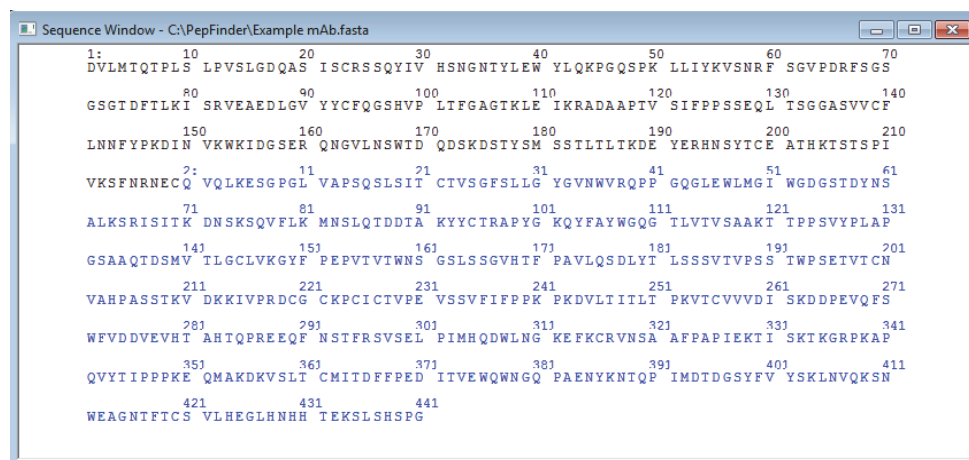 Sequence Window - C:\PepFinder\Example mAb.fasta
1: 10 20 30 40 50 60 70
DVLMTQTPLS LPVSLGDQAS ISCRSSQYIV HSNGNTYLEW YLQKPGQSPK LLIYKVSNRF SGVPDRFSGS
80 90 100 110 120 130 140
GSGTDFTLKI SRVEAEDLGV YYCFQGSHVP LTFGAGTKLE IKRADAAPTV SIFPPSSEQL TSGGASVVCF
150 160 170 180 190 200 210
LNNFYPKDIN VKWKIDGSER QNGVLNSWTD QDSKDSTYSM SSTLTLTKDE YERHNSYTCE ATHKTSTSPI
2: 11 21 31 41 51 61
VKSFNRNECQ VQLKESGPGL VAPSQSLSIT CTVSGFSLLG YGVNWVRQPP GQGLEWLMGI WGDGSTDYNS
71 81 91 101 111 121 131
ALKSRISITK DNSKSQVFLK MNSLQTDDTA KYYCTRAPYG KQYFAYWGQG TLVTVSAAKT TPPSVYPLAP
141 151 161 171 181 191 201
GSAAQTDSMV TLGCLVKGYF PEPVTVTWNS GSLSSGVHTF PAVLQSDLYT LSSSVTVPSS TWPSETVTCN
211 221 231 241 251 261 271
VAHPASSTKV DKKIVPRDCG CKPCICTVPE VSSVFIFPPK PKDVLTITLT PKVTCVVVDI SKDDPEVQFS
281 291 301 311 321 331 341
WFVDDVEVHT AHTQPREEQF NSTFRSVSEL PIMHQDWLNG KEFKCRVNSA AFPAPIEKTI SKTKGRPKAP
351 361 371 381 391 401 411
QVYTIPPPKE QMAKDKVSLT CMITDFFPED ITVEWQWNGQ PAENYKNTQP IMDTDGSYFV YSKLNVQKSN
421 431 441
WEAGNTFTCS VLHEGLHNHH TEKSLSHSPG